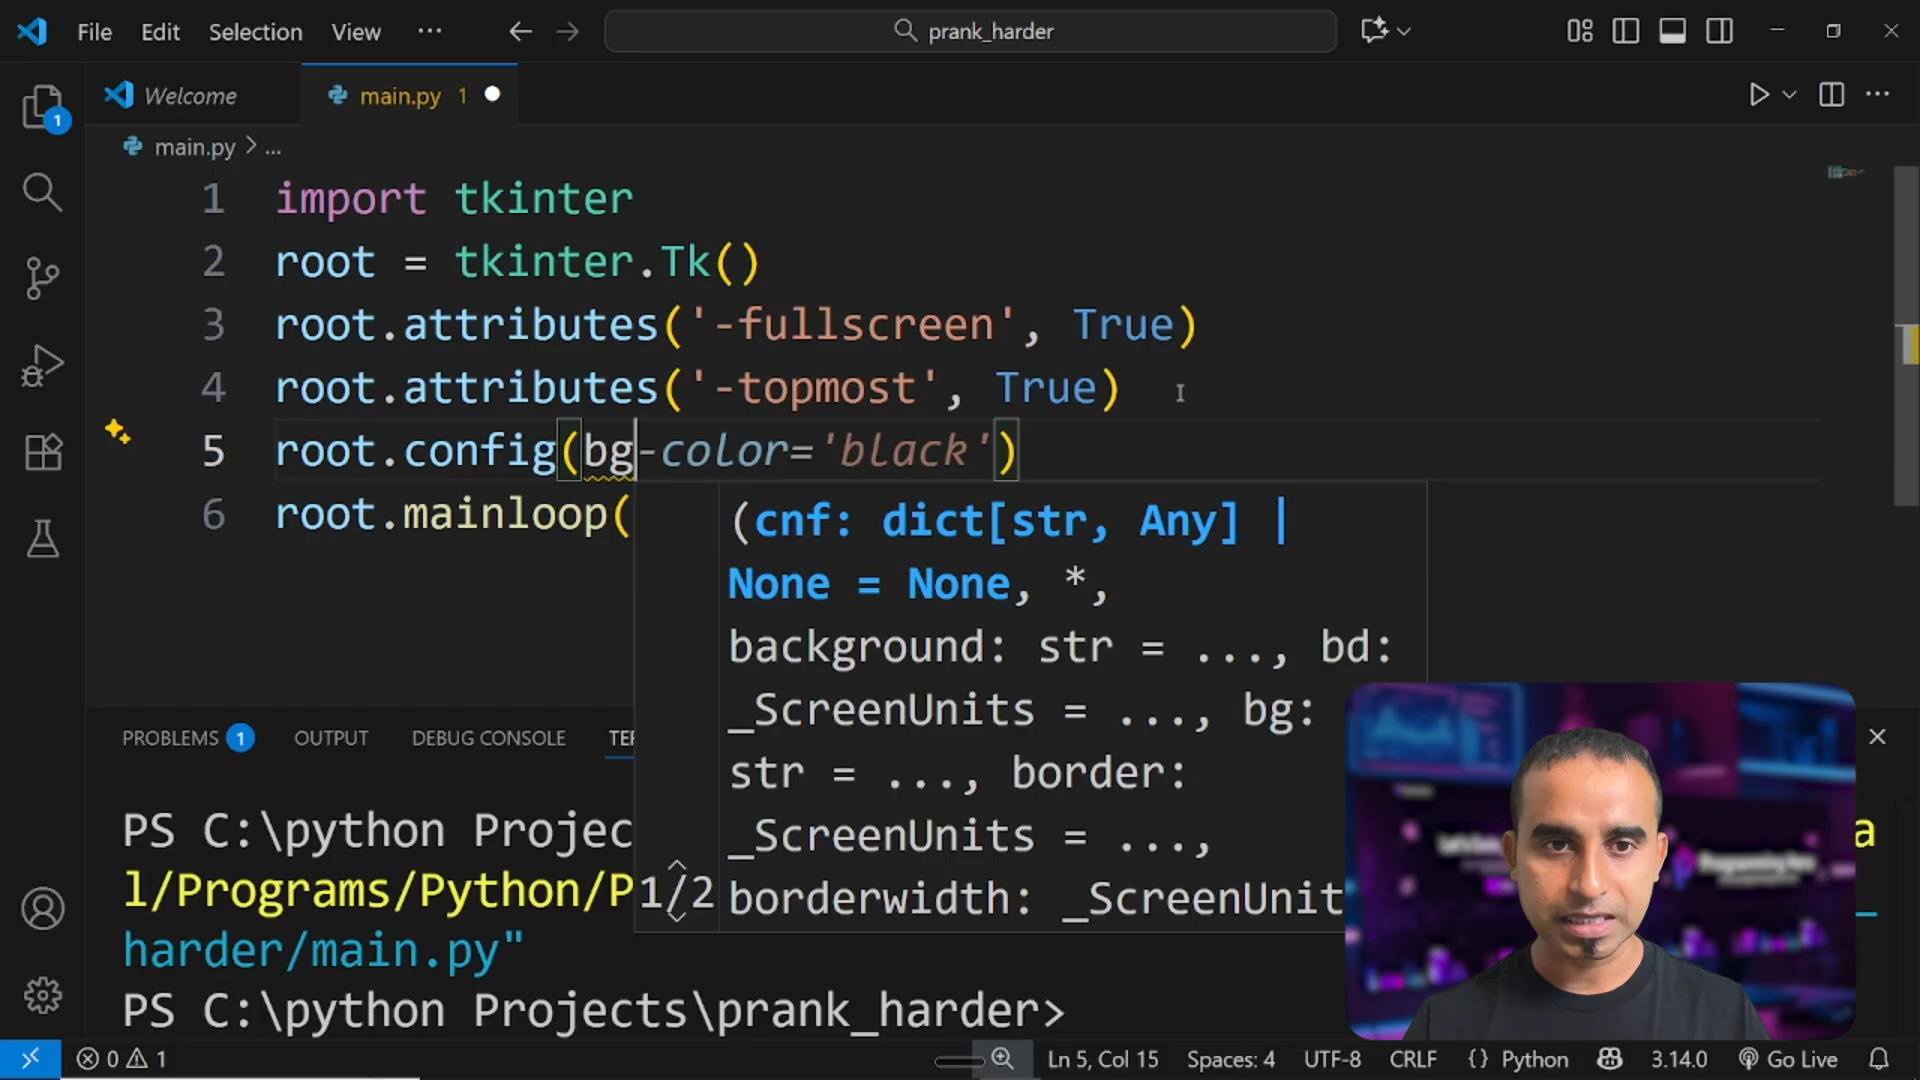 File Edit Selection View ... prank_harder
Welcome main.py 1
main.py > ...
1 import tkinter
2 root = tkinter.Tk()
3 root.attributes('-fullscreen', True)
4 root.attributes('-topmost', True)
5 root.config(bg-color='black')
6 root.mainloop(
(cnf: dict[str, Any] |
None = None, *,
background: str = ..., bd:
_ScreenUnits = ..., bg:
str = ..., border:
_ScreenUnits = ...,
1/2 borderwidth: _ScreenUnit
1
PROBLEMS 1 OUTPUT DEBUG CONSOLE TER
PS C:\python Projec
a
l/Programs/Python/P
harder/main.py"
PS C:\python Projects\prank_harder>
0 1 Ln 5, Col 15 Spaces: 4 UTF-8 CRLF {} Python 3.14.0 Go Live